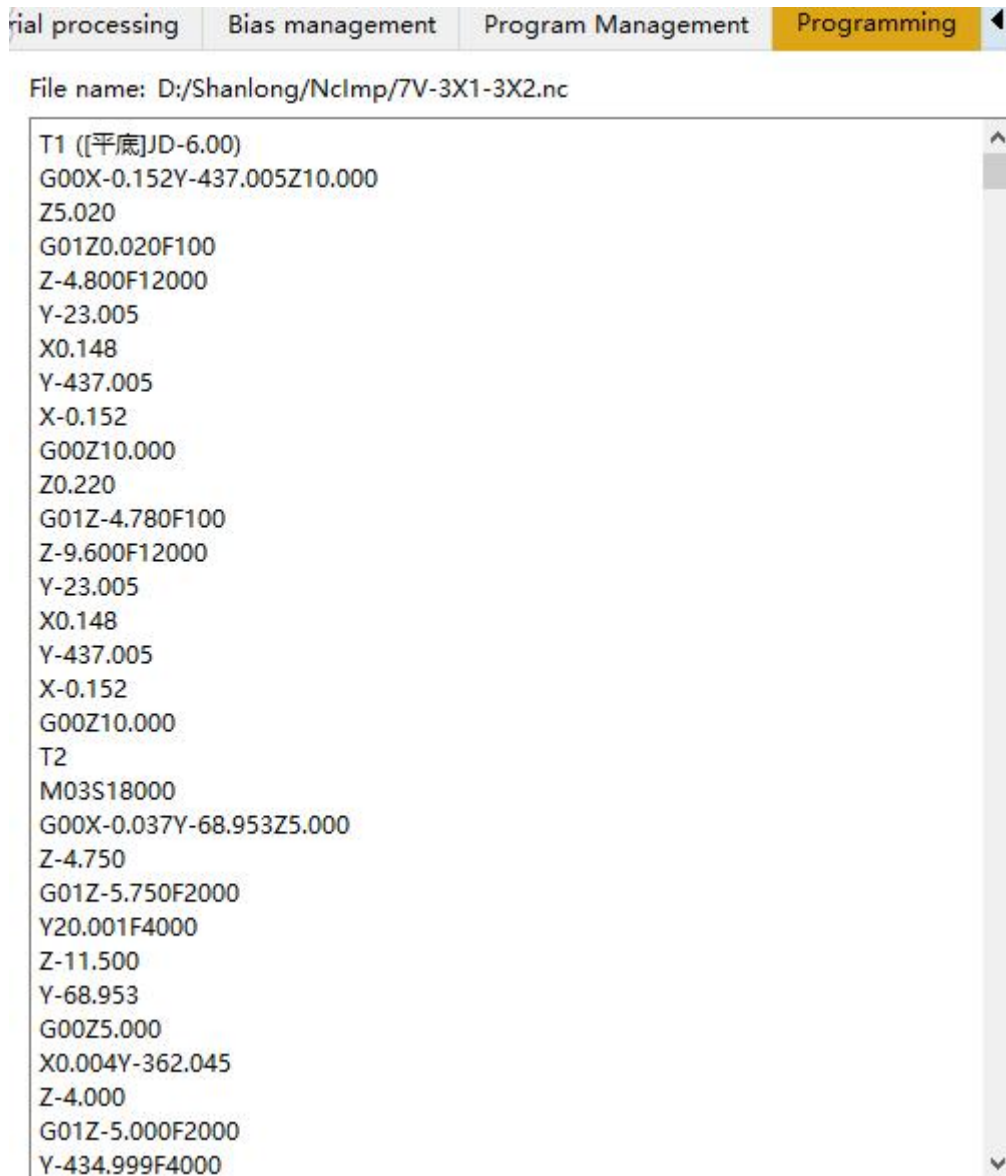 rial processing Bias management Program Management Programming
File name: D:/Shanlong/NcImp/7V-3X1-3X2.nc
T1 ([平底]JD-6.00)
G00X-0.152Y-437.005Z10.000
Z5.020
G01Z0.020F100
Z-4.800F12000
Y-23.005
X0.148
Y-437.005
X-0.152
G00Z10.000
Z0.220
G01Z-4.780F100
Z-9.600F12000
Y-23.005
X0.148
Y-437.005
X-0.152
G00Z10.000
T2
M03S18000
G00X-0.037Y-68.953Z5.000
Z-4.750
G01Z-5.750F2000
Y20.001F4000
Z-11.500
Y-68.953
G00Z5.000
X0.004Y-362.045
Z-4.000
G01Z-5.000F2000
Y-434.999F4000